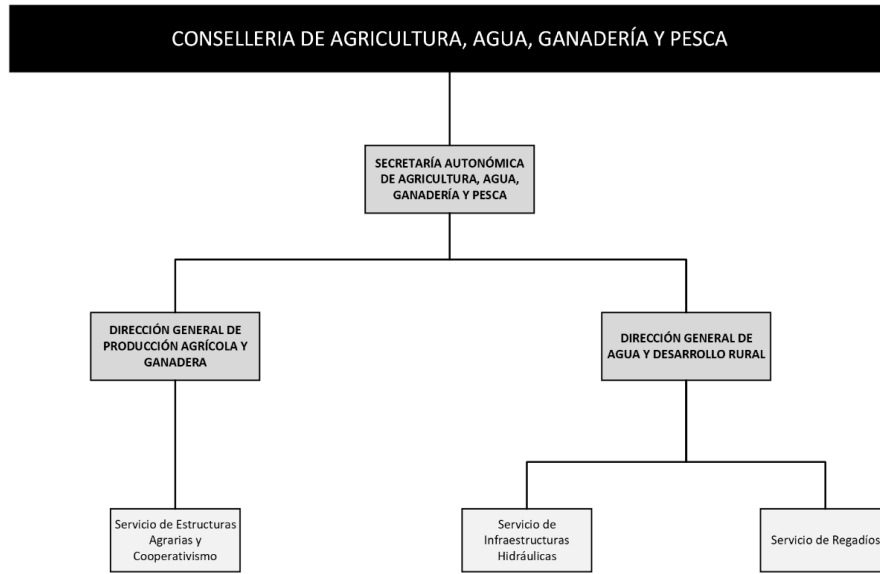 CONSELLERIA DE AGRICULTURA, AGUA, GANADERÍA Y PESCA
SECRETARÍA AUTONÓMICA
DE AGRICULTURA, AGUA,
GANADERÍA Y PESCA
DIRECCIÓN GENERAL DE
PRODUCCIÓN AGRÍCOLA Y
GANADERA
DIRECCIÓN GENERAL DE
AGUA Y DESARROLLO RURAL
Servicio de Estructuras
Agrarias y
Cooperativismo
Servicio de
Infraestructuras
Hidráulicas
Servicio de Regadíos